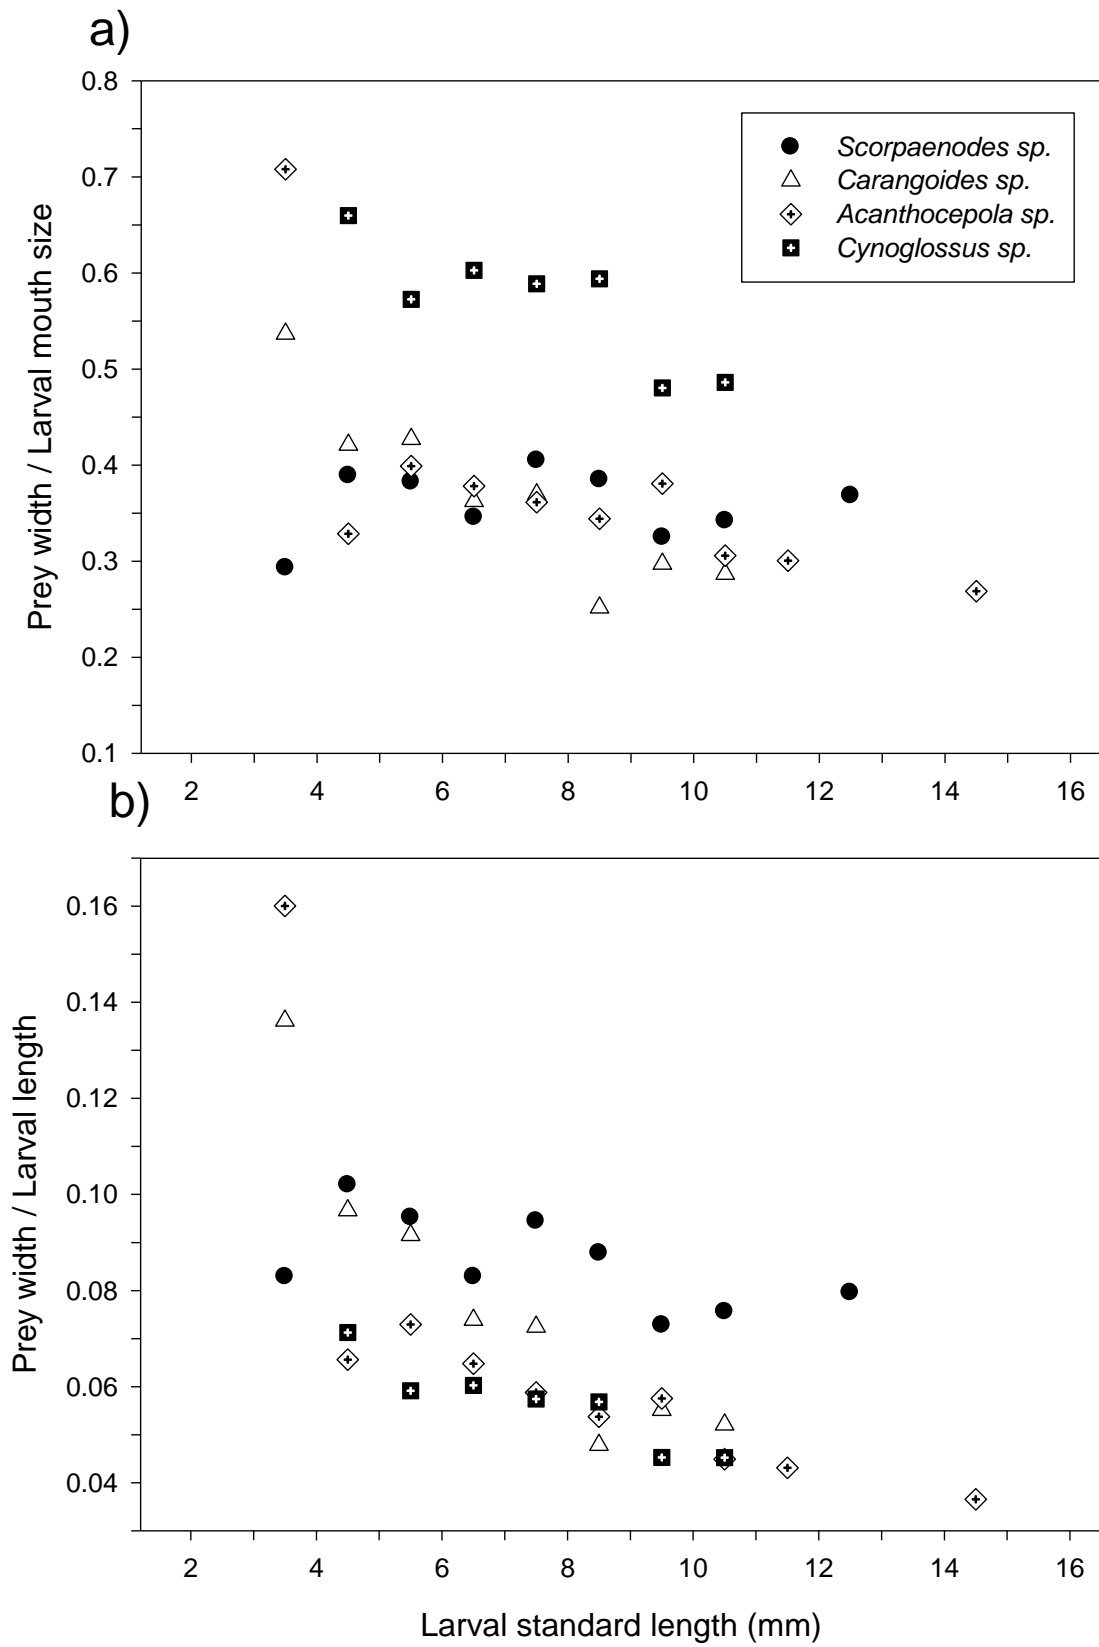 a)
0.8
0.7
0.6
0.5
0.4
0.3
0.2
0.1
Prey width / Larval mouth size
Scorpaenodes sp.
Carangoides sp.
Acanthocepola sp.
Cynoglossus sp.
2 4 6 8 10 12 14 16
b)
0.16
0.14
0.12
0.10
0.08
0.06
0.04
Prey width / Larval length
2 4 6 8 10 12 14 16
Larval standard length (mm)